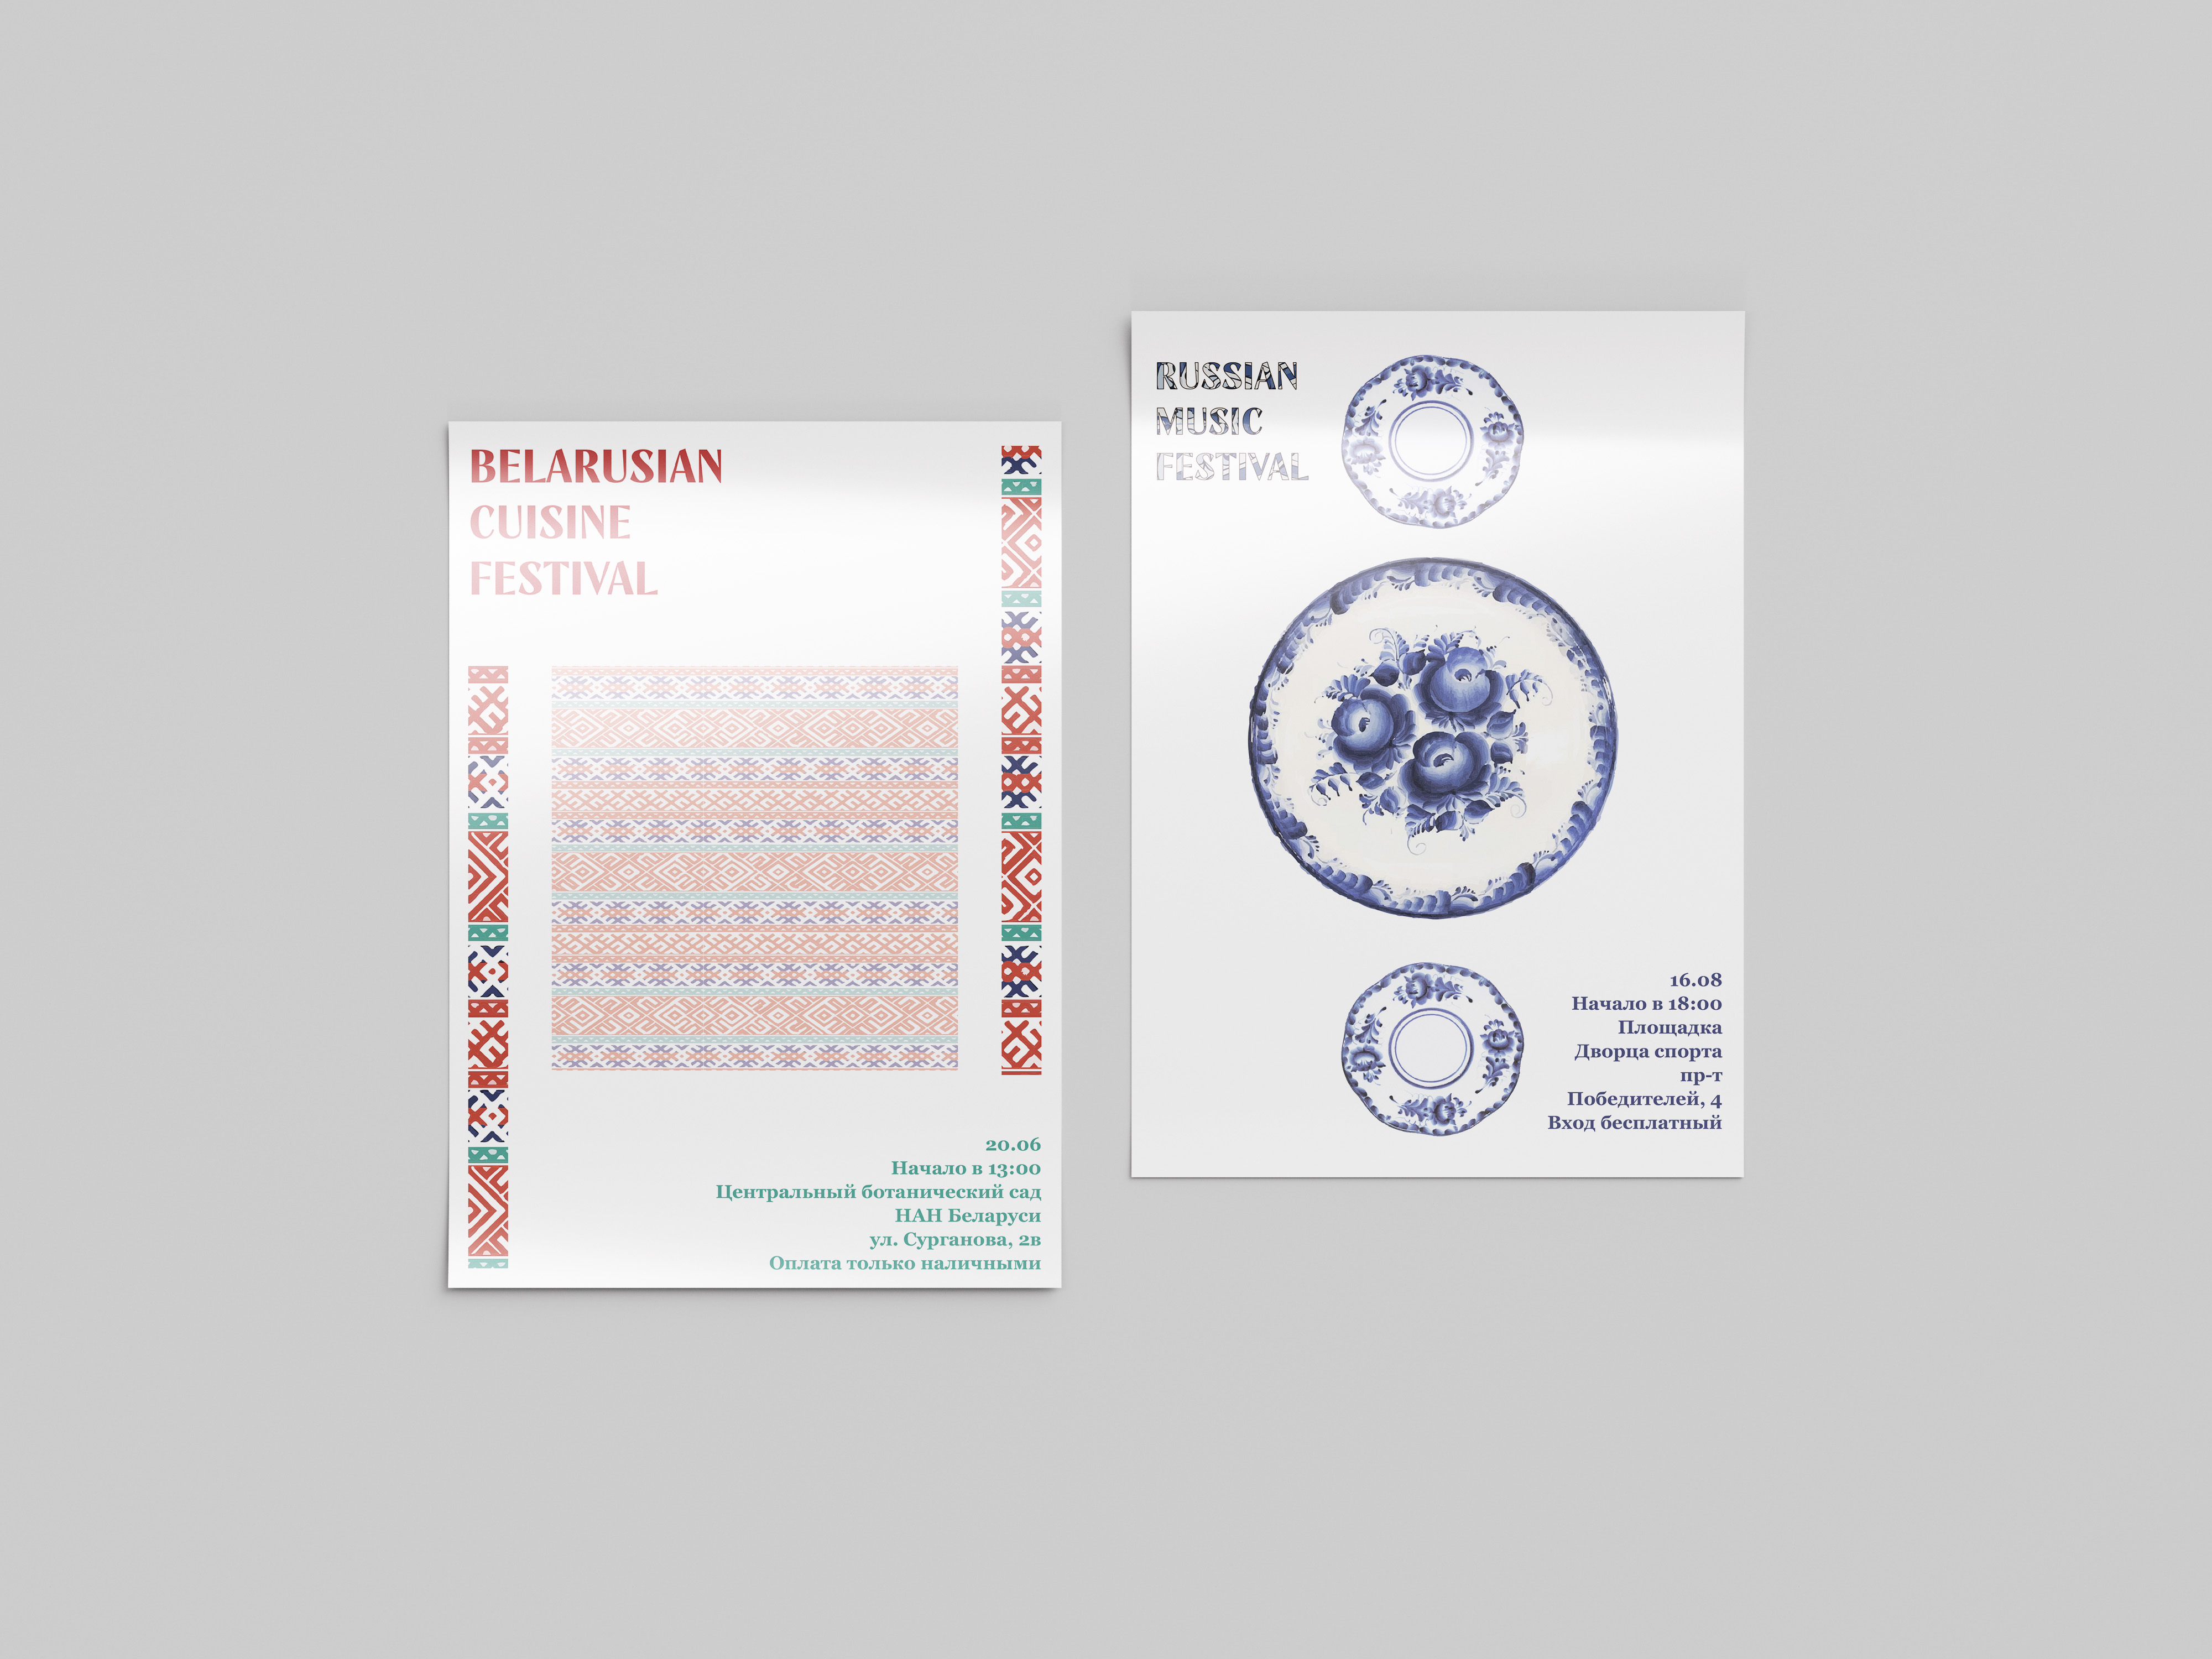 BELARUSIAN
CUISINE
FESTIVAL
20.06
Начало в 13:00
Центральный ботанический сад
НАН Беларуси
ул. Сурганова, 2в
Оплата только наличными
RUSSIAN
MUSIC
FESTIVAL
16.08
Начало в 18:00
Площадка
Дворца спорта
пр-т
Победителей, 4
Вход бесплатный